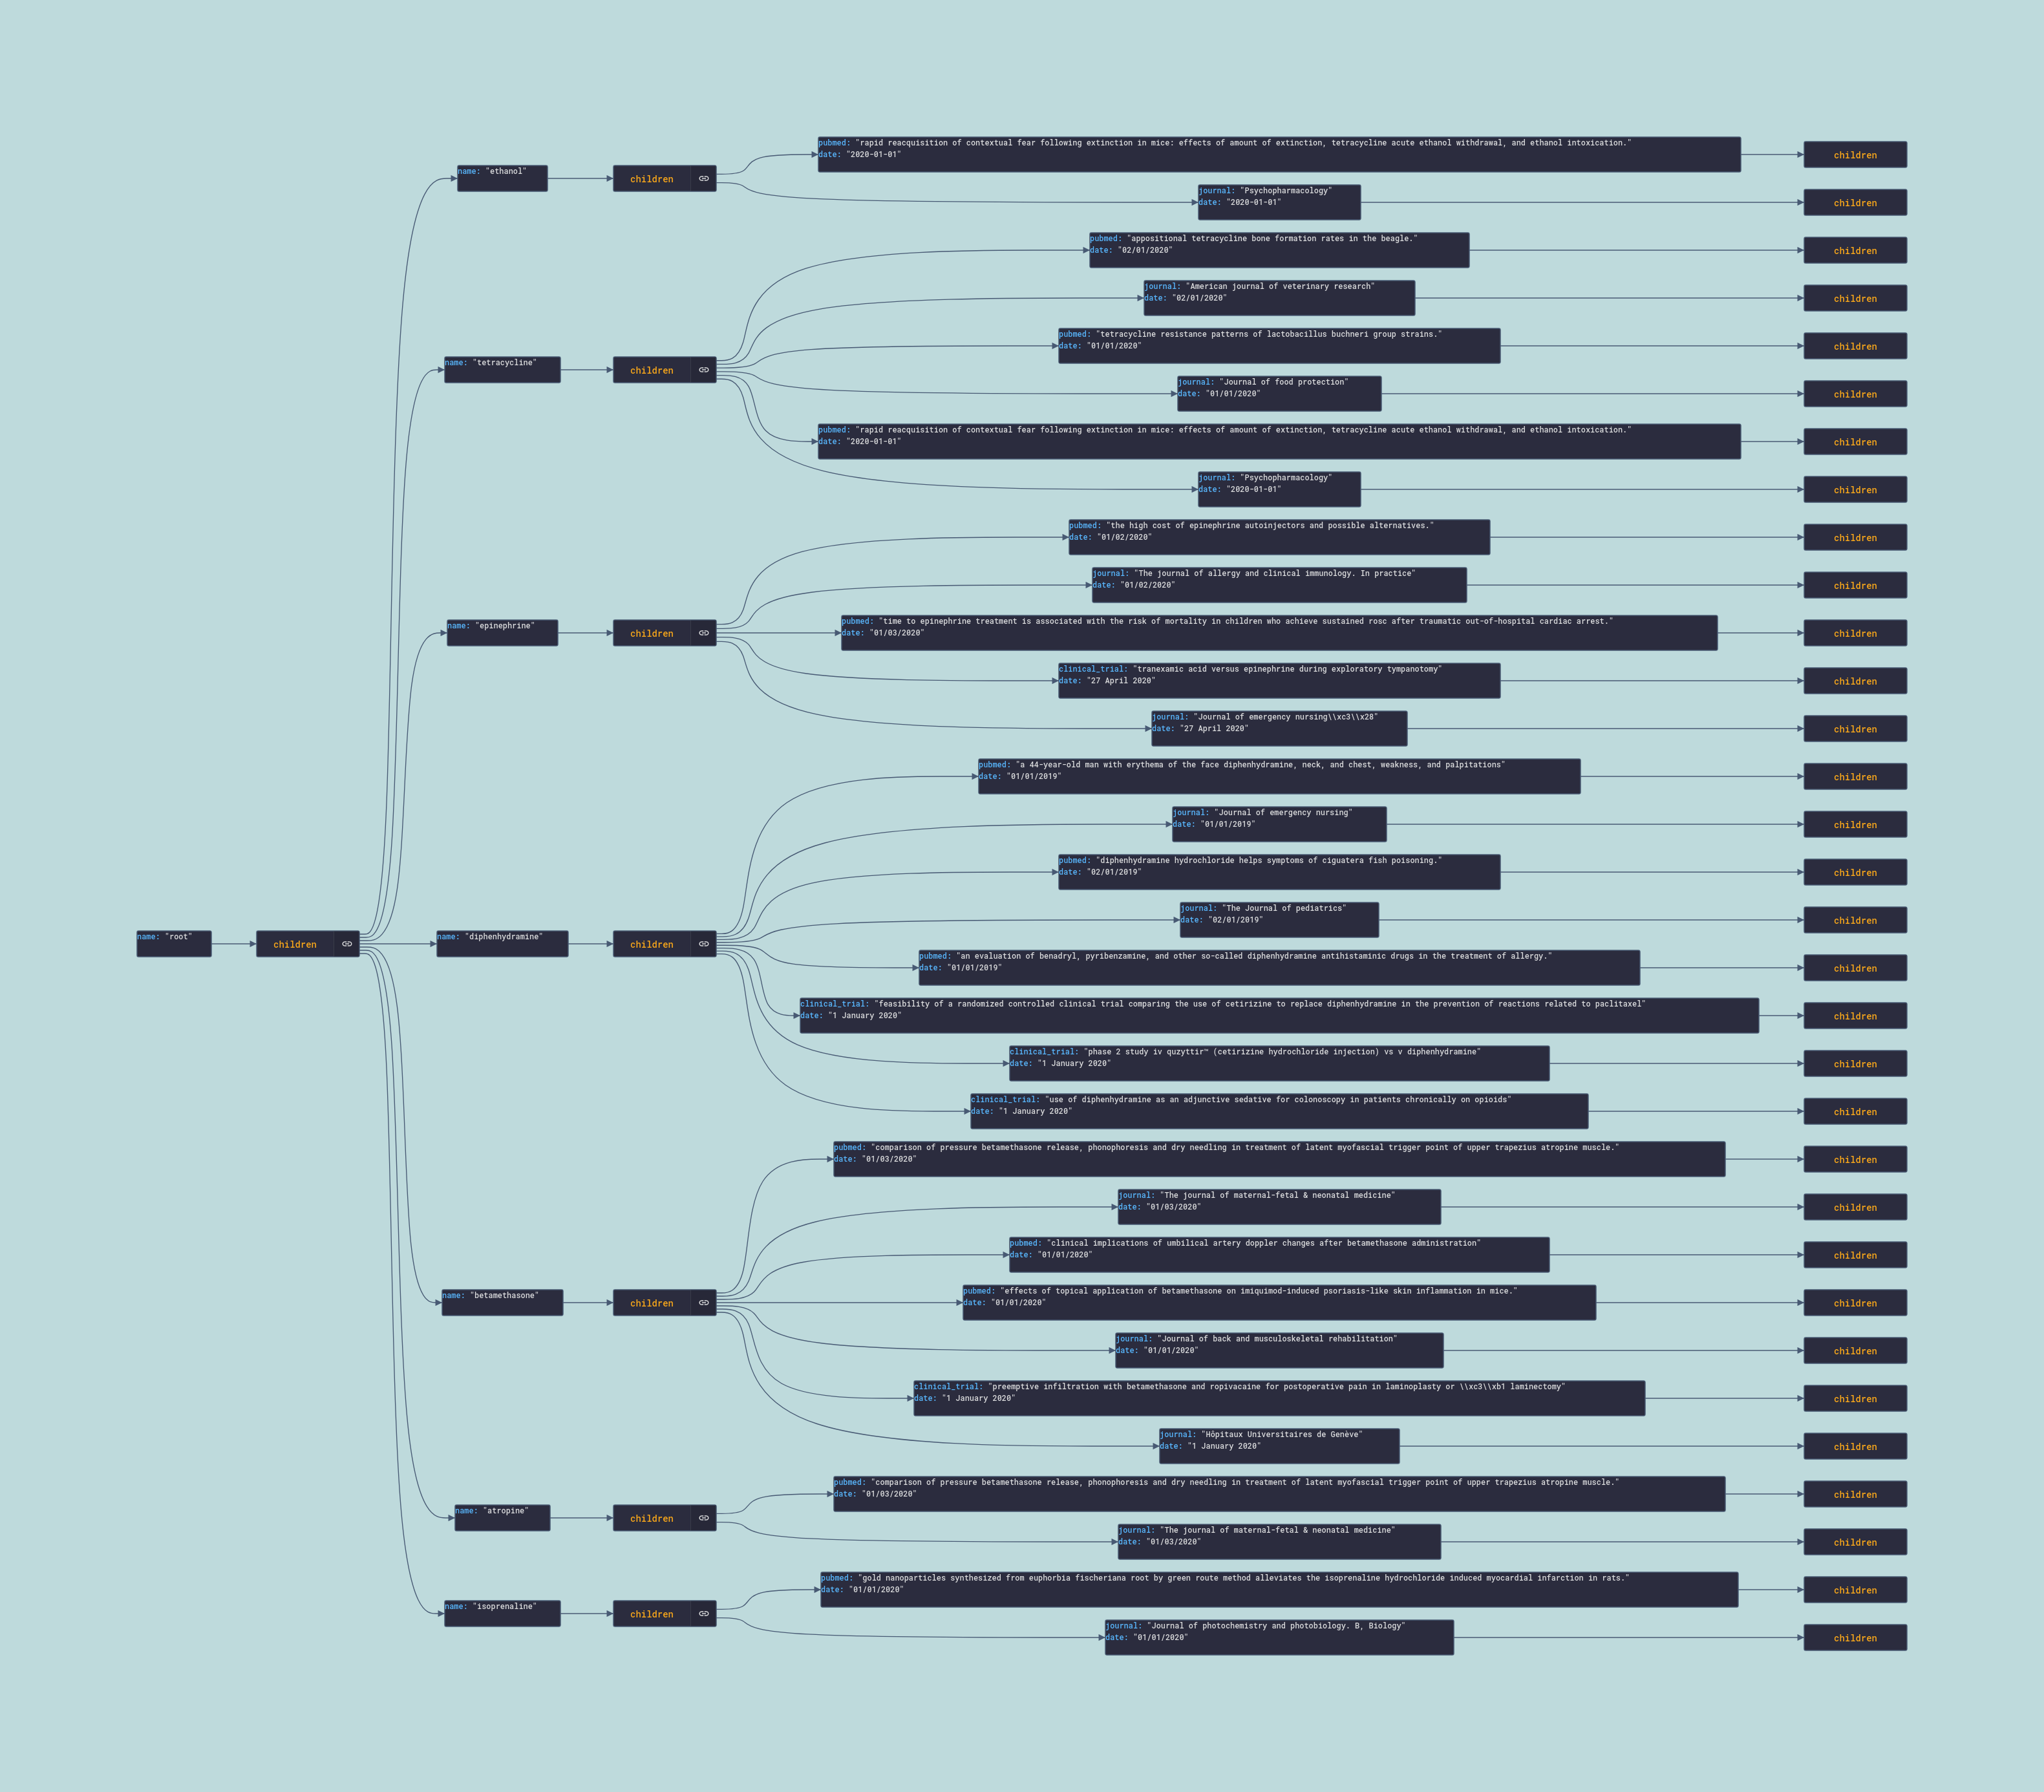 name: "root"
children
name: "ethanol"
children
pubmed: "rapid reacquisition of contextual fear following extinction in mice: effects of amount of extinction, tetracycline acute ethanol withdrawal, and ethanol intoxication."
date: "2020-01-01"
children
journal: "Psychopharmacology"
date: "2020-01-01"
children
name: "tetracycline"
children
pubmed: "appositional tetracycline bone formation rates in the beagle."
date: "02/01/2020"
children
journal: "American journal of veterinary research"
date: "02/01/2020"
children
pubmed: "tetracycline resistance patterns of lactobacillus buchneri group strains."
date: "01/01/2020"
children
journal: "Journal of food protection"
date: "01/01/2020"
children
pubmed: "rapid reacquisition of contextual fear following extinction in mice: effects of amount of extinction, tetracycline acute ethanol withdrawal, and ethanol intoxication."
date: "2020-01-01"
children
journal: "Psychopharmacology"
date: "2020-01-01"
children
name: "epinephrine"
children
pubmed: "the high cost of epinephrine autoinjectors and possible alternatives."
date: "01/02/2020"
children
journal: "The journal of allergy and clinical immunology. In practice"
date: "01/02/2020"
children
pubmed: "time to epinephrine treatment is associated with the risk of mortality in children who achieve sustained rosc after traumatic out-of-hospital cardiac arrest."
date: "01/03/2020"
children
clinical_trial: "tranexamic acid versus epinephrine during exploratory tympanotomy"
date: "27 April 2020"
children
journal: "Journal of emergency nursing\\xc3\\x28"
date: "27 April 2020"
children
name: "diphenhydramine"
children
pubmed: "a 44-year-old man with erythema of the face diphenhydramine, neck, and chest, weakness, and palpitations"
date: "01/01/2019"
children
journal: "Journal of emergency nursing"
date: "01/01/2019"
children
pubmed: "diphenhydramine hydrochloride helps symptoms of ciguatera fish poisoning."
date: "02/01/2019"
children
journal: "The Journal of pediatrics"
date: "02/01/2019"
children
pubmed: "an evaluation of benadryl, pyribenzamine, and other so-called diphenhydramine antihistaminic drugs in the treatment of allergy."
date: "01/01/2019"
children
clinical_trial: "feasibility of a randomized controlled clinical trial comparing the use of cetirizine to replace diphenhydramine in the prevention of reactions related to paclitaxel"
date: "1 January 2020"
children
clinical_trial: "phase 2 study iv quzyttir™ (cetirizine hydrochloride injection) vs v diphenhydramine"
date: "1 January 2020"
children
clinical_trial: "use of diphenhydramine as an adjunctive sedative for colonoscopy in patients chronically on opioids"
date: "1 January 2020"
children
name: "betamethasone"
children
pubmed: "comparison of pressure betamethasone release, phonophoresis and dry needling in treatment of latent myofascial trigger point of upper trapezius atropine muscle."
date: "01/03/2020"
children
journal: "The journal of maternal-fetal & neonatal medicine"
date: "01/03/2020"
children
pubmed: "clinical implications of umbilical artery doppler changes after betamethasone administration"
date: "01/01/2020"
children
pubmed: "effects of topical application of betamethasone on imiquimod-induced psoriasis-like skin inflammation in mice."
date: "01/01/2020"
children
journal: "Journal of back and musculoskeletal rehabilitation"
date: "01/01/2020"
children
clinical_trial: "preemptive infiltration with betamethasone and ropivacaine for postoperative pain in laminoplasty or \\xc3\\xb1 laminectomy"
date: "1 January 2020"
children
journal: "Hôpitaux Universitaires de Genève"
date: "1 January 2020"
children
name: "atropine"
children
pubmed: "comparison of pressure betamethasone release, phonophoresis and dry needling in treatment of latent myofascial trigger point of upper trapezius atropine muscle."
date: "01/03/2020"
children
journal: "The journal of maternal-fetal & neonatal medicine"
date: "01/03/2020"
children
name: "isoprenaline"
children
pubmed: "gold nanoparticles synthesized from euphorbia fischeriana root by green route method alleviates the isoprenaline hydrochloride induced myocardial infarction in rats."
date: "01/01/2020"
children
journal: "Journal of photochemistry and photobiology. B, Biology"
date: "01/01/2020"
children